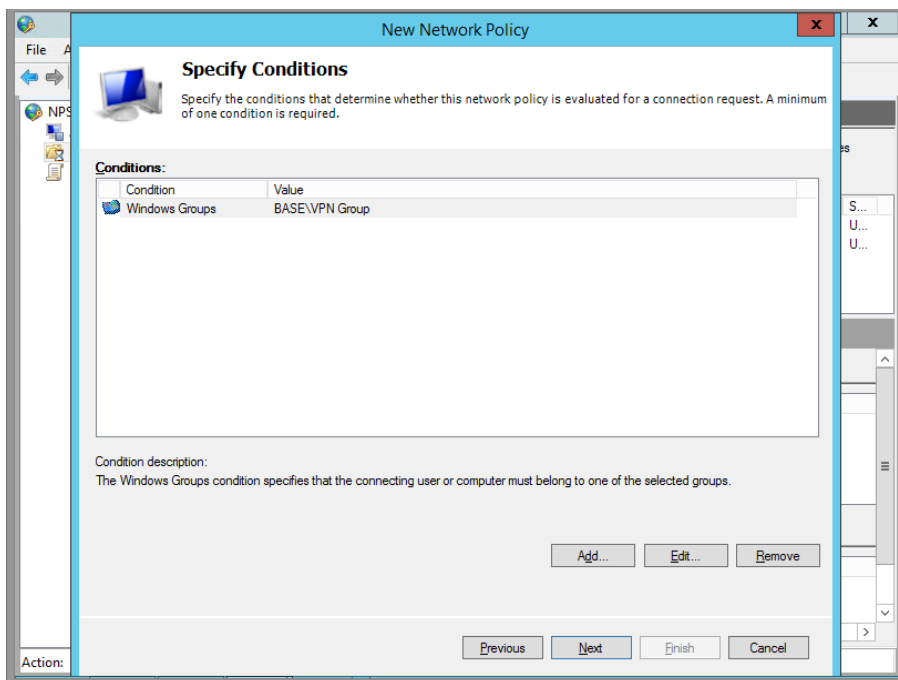 New Network Policy
x
x
File
A
Specify Conditions
Specify the conditions that determine whether this network policy is evaluated for a connection request. A minimum
of one condition is required.
NPS
es
Conditions:
Condition Value
Windows Groups BASE\VPN Group
S...
U...
U...
Condition description:
The Windows Groups condition specifies that the connecting user or computer must belong to one of the selected groups.
Add... Edit... Remove
Previous Next Finish Cancel
Action: